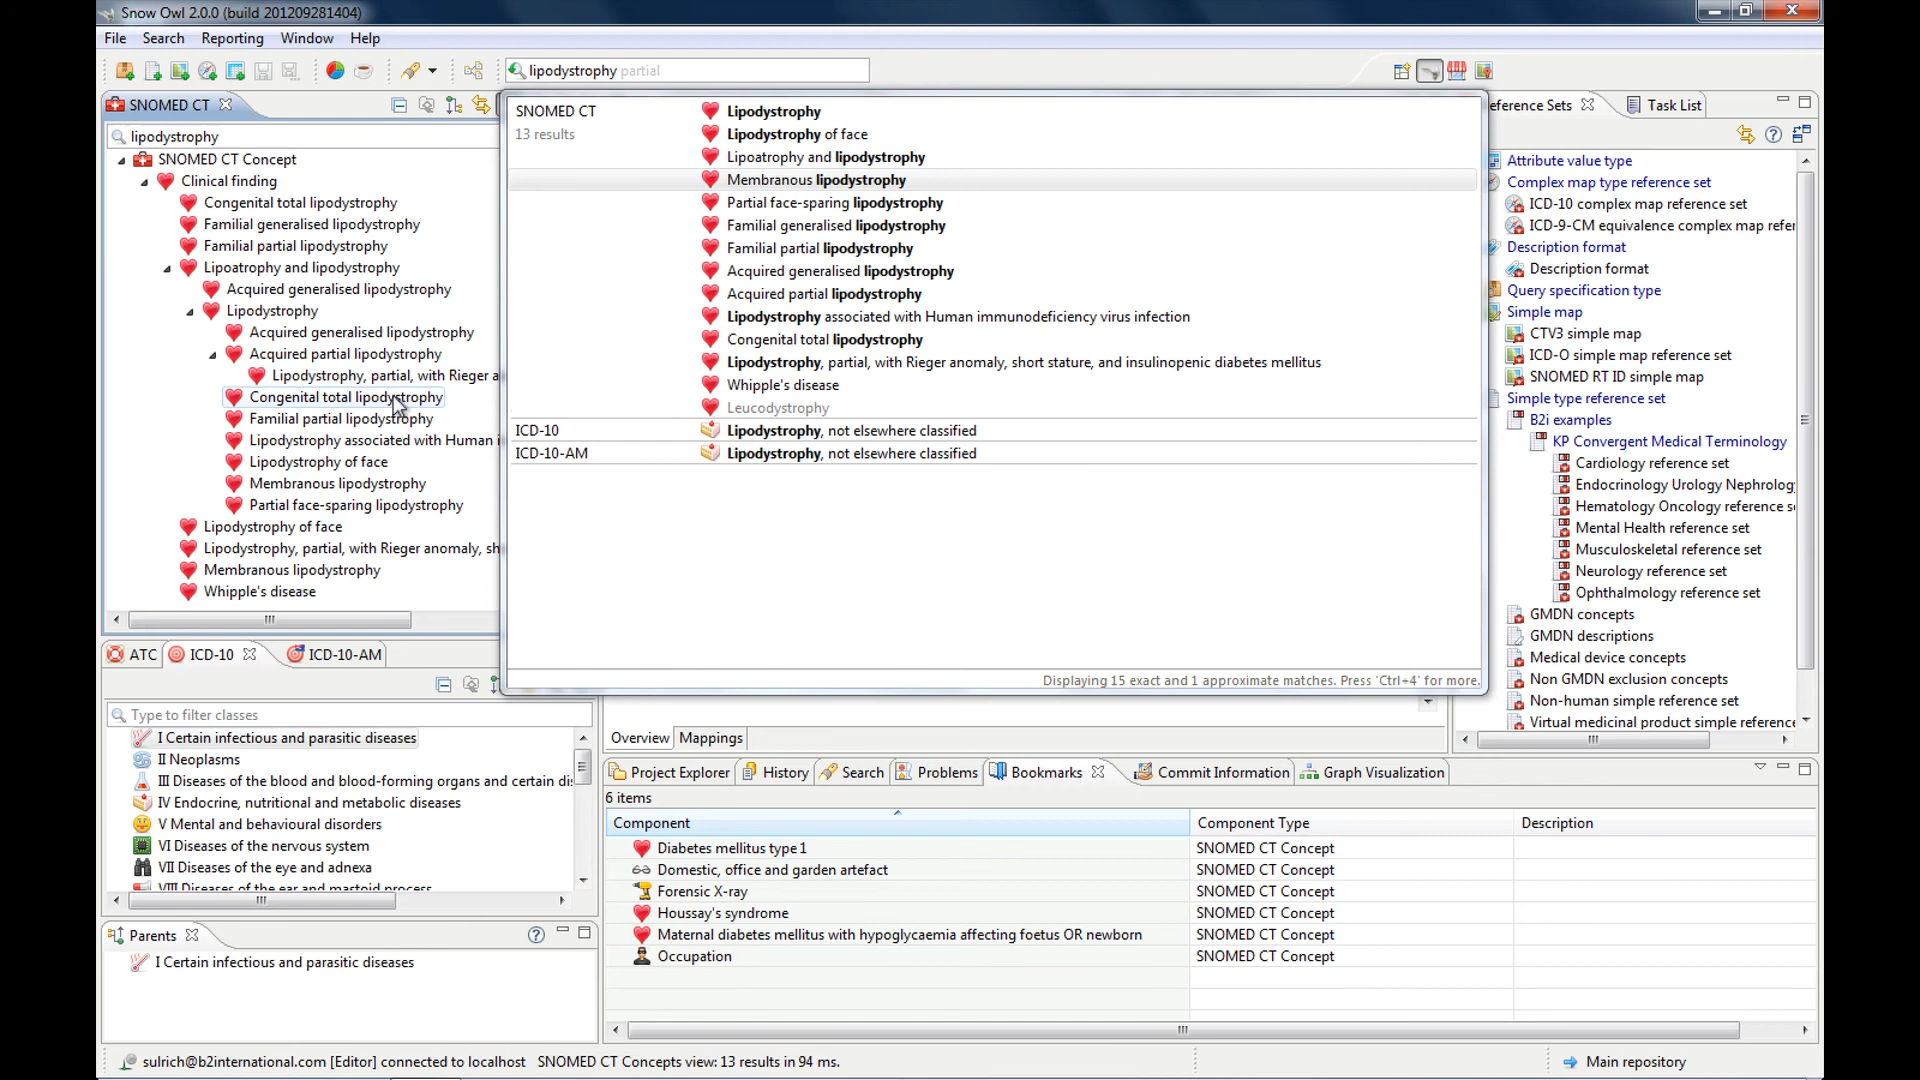 Snow Owl 2.0.0 (build 201209281404)
File Search Reporting Window Help
lipodystrophy partial
SNOMED CT
lipodystrophy
SNOMED CT Concept
Clinical finding
Congenital total lipodystrophy
Familial generalised lipodystrophy
Familial partial lipodystrophy
Lipoatrophy and lipodystrophy
Acquired generalised lipodystrophy
Lipodystrophy
Acquired generalised lipodystrophy
Acquired partial lipodystrophy
Lipodystrophy, partial, with Rieger a
Congenital total lipodystrophy
Familial partial lipodystrophy
Lipodystrophy associated with Human i
Lipodystrophy of face
Membranous lipodystrophy
Partial face-sparing lipodystrophy
Lipodystrophy of face
Lipodystrophy, partial, with Rieger anomaly, sh
Membranous lipodystrophy
Whipple's disease
SNOMED CT
13 results
Lipodystrophy
Lipodystrophy of face
Lipoatrophy and lipodystrophy
Membranous lipodystrophy
Partial face-sparing lipodystrophy
Familial generalised lipodystrophy
Familial partial lipodystrophy
Acquired generalised lipodystrophy
Acquired partial lipodystrophy
Lipodystrophy associated with Human immunodeficiency virus infection
Congenital total lipodystrophy
Lipodystrophy, partial, with Rieger anomaly, short stature, and insulinopenic diabetes mellitus
Whipple's disease
Leucodystrophy
ICD-10 Lipodystrophy, not elsewhere classified
ICD-10-AM Lipodystrophy, not elsewhere classified
Displaying 15 exact and 1 approximate matches. Press 'Ctrl+4' for more.
eference Sets Task List
Attribute value type
Complex map type reference set
ICD-10 complex map reference set
ICD-9-CM equivalence complex map refer
Description format
Description format
Query specification type
Simple map
CTV3 simple map
ICD-O simple map reference set
SNOMED RT ID simple map
Simple type reference set
B2i examples
KP Convergent Medical Terminology
Cardiology reference set
Endocrinology Urology Nephrology
Hematology Oncology reference s
Mental Health reference set
Musculoskeletal reference set
Neurology reference set
Ophthalmology reference set
GMDN concepts
GMDN descriptions
Medical device concepts
Non GMDN exclusion concepts
Non-human simple reference set
Virtual medicinal product simple reference
ATC ICD-10 ICD-10-AM
Type to filter classes
I Certain infectious and parasitic diseases
II Neoplasms
III Diseases of the blood and blood-forming organs and certain dis
IV Endocrine, nutritional and metabolic diseases
V Mental and behavioural disorders
VI Diseases of the nervous system
VII Diseases of the eye and adnexa
VIII Diseases of the ear and mastoid process
Parents
I Certain infectious and parasitic diseases
Overview Mappings
Project Explorer History Search Problems Bookmarks Commit Information Graph Visualization
6 items
Component Component Type Description
Diabetes mellitus type 1 SNOMED CT Concept
Domestic, office and garden artefact SNOMED CT Concept
Forensic X-ray SNOMED CT Concept
Houssay's syndrome SNOMED CT Concept
Maternal diabetes mellitus with hypoglycaemia affecting foetus OR newborn SNOMED CT Concept
Occupation SNOMED CT Concept
sulrich@b2international.com [Editor] connected to localhost SNOMED CT Concepts view: 13 results in 94 ms. Main repository